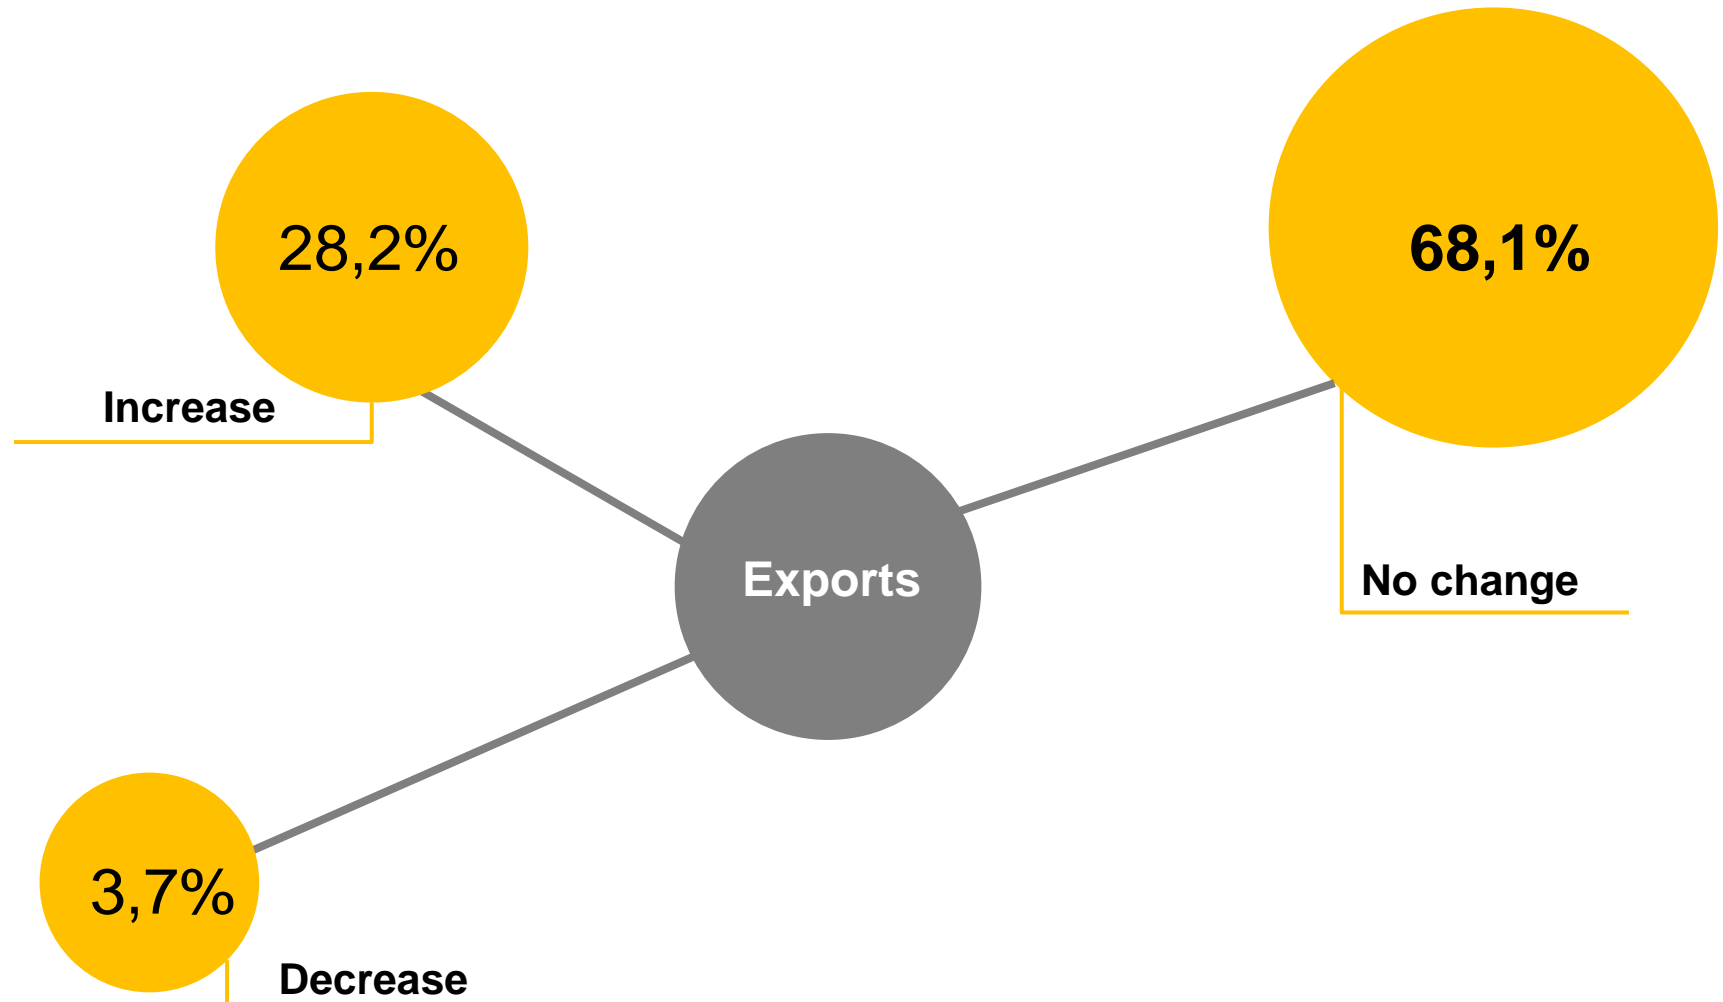 28,2%
68,1%
Increase
Exports
No change
3,7%
Decrease